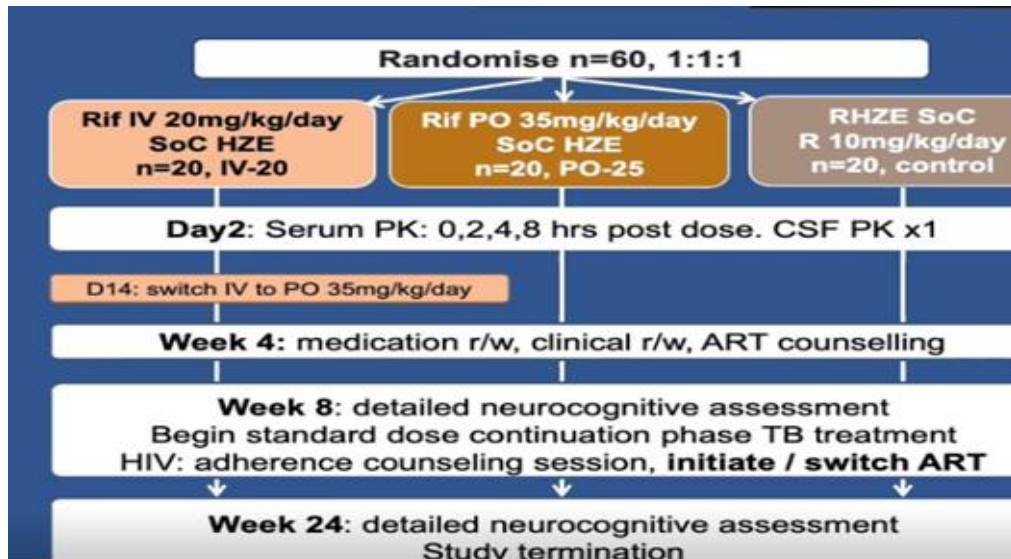 Randomise n=60, 1:1:1
Rif IV 20mg/kg/day
SoC HZE
n=20, IV-20
Rif PO 35mg/kg/day
SoC HZE
n=20, PO-25
RHZE SoC
R 10mg/kg/day
n=20, control
Day2: Serum PK: 0,2,4,8 hrs post dose. CSF PK x1
D14: switch IV to PO 35mg/kg/day
Week 4: medication r/w, clinical r/w, ART counselling
Week 8: detailed neurocognitive assessment
Begin standard dose continuation phase TB treatment
HIV: adherence counseling session, initiate / switch ART
Week 24: detailed neurocognitive assessment
Study termination